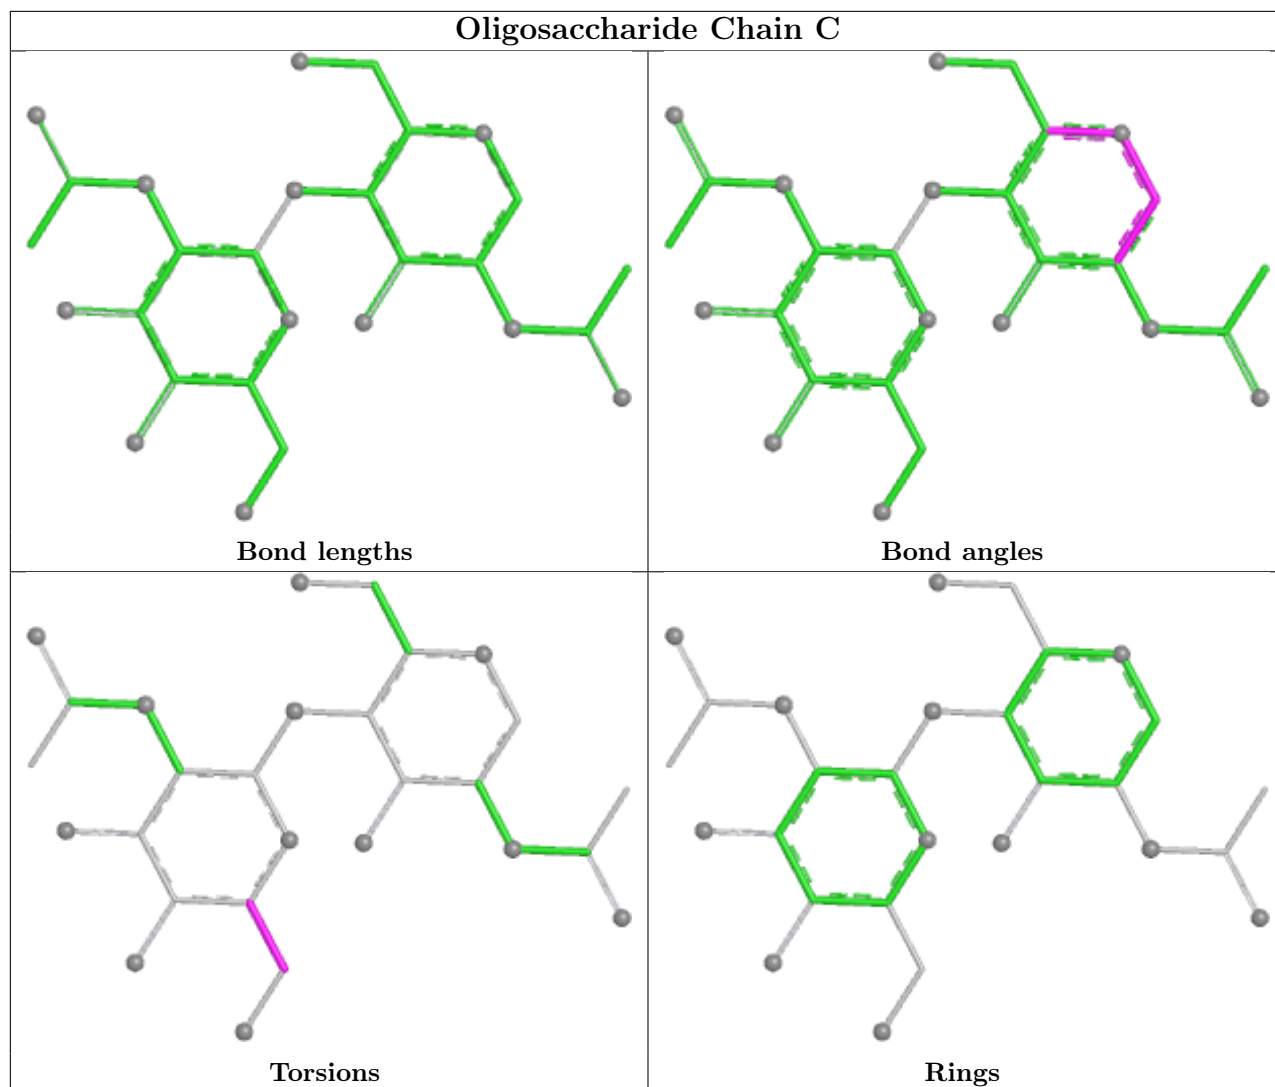 Oligosaccharide Chain C
Bond lengths
Bond angles
Torsions
Rings